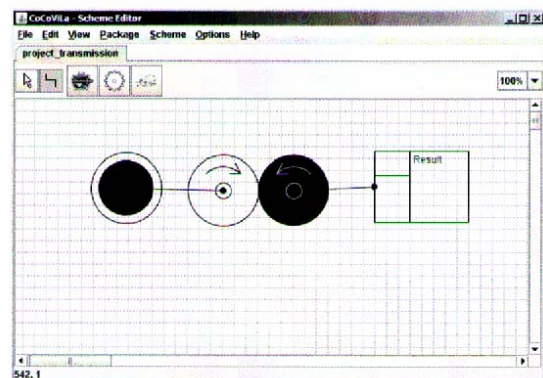 CoCoViLa - Scheme Editor
File Edit View Package Scheme Options Help
project_transmission
100%
Result
542, 1